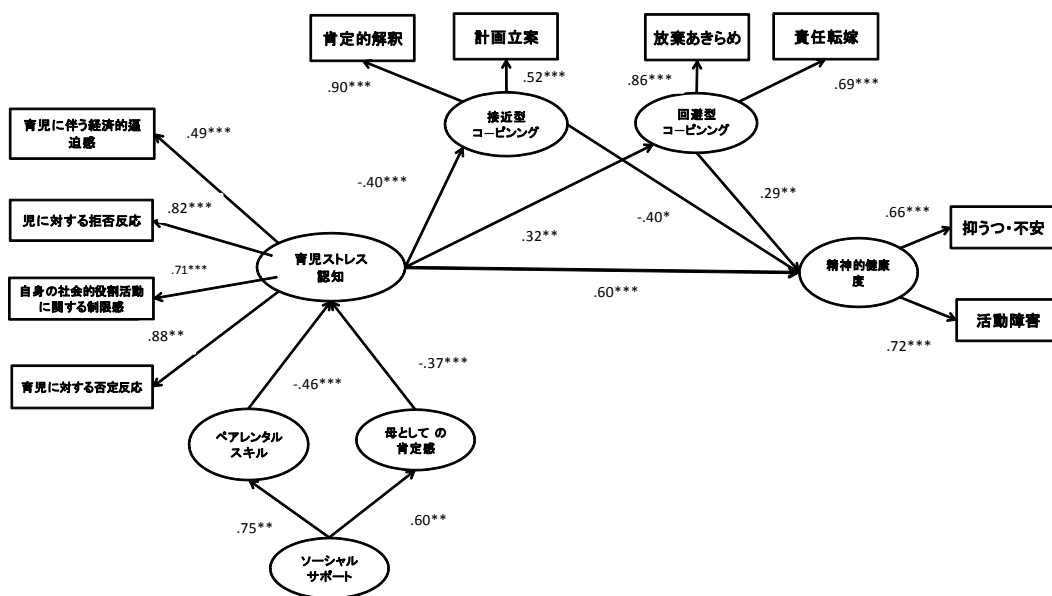 肯定的解釈
計画立案
放棄あきらめ
責任転嫁
.90***
.52***
.86***
.69***
接近型
コーピンング
回避型
コーピンング
育児に伴う経済的逼
迫感
.49***
-.40***
.29**
児に対する拒否反応
.82***
.32**
-.40*
.66***
抑うつ・不安
育児ストレス
認知
精神的健康
度
.71***
自身の社会的役割活動
に関する制限感
.60***
活動障害
.88**
.72***
育児に対する否定反応
-.46***
-.37***
ペアレンタル
スキル
母として の
肯定感
.75**
.60**
ソーシャル
サポート